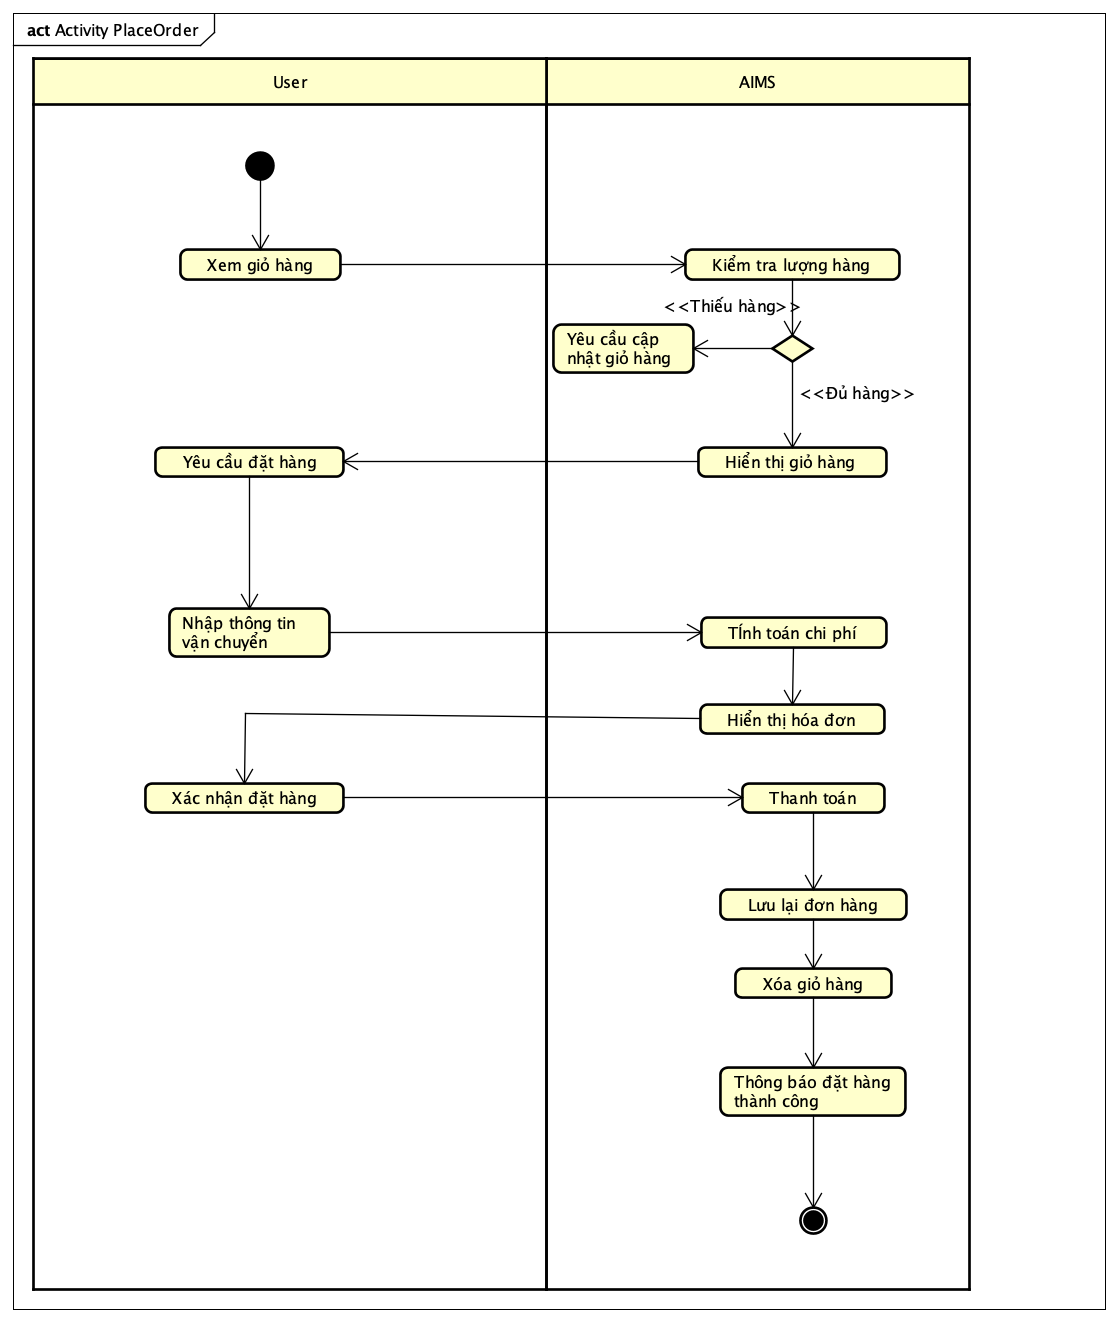 act Activity PlaceOrder
User
AIMS
Xem giỏ hàng
Kiểm tra lượng hàng
<<Thiếu hàng>>
Yêu cầu cập
nhật giỏ hàng
<<Đủ hàng>>
Yêu cầu đặt hàng
Hiển thị giỏ hàng
Nhập thông tin
vận chuyển
TÍnh toán chi phí
Hiển thị hóa đơn
Xác nhận đặt hàng
Thanh toán
Lưu lại đơn hàng
Xóa giỏ hàng
Thông báo đặt hàng
thành công